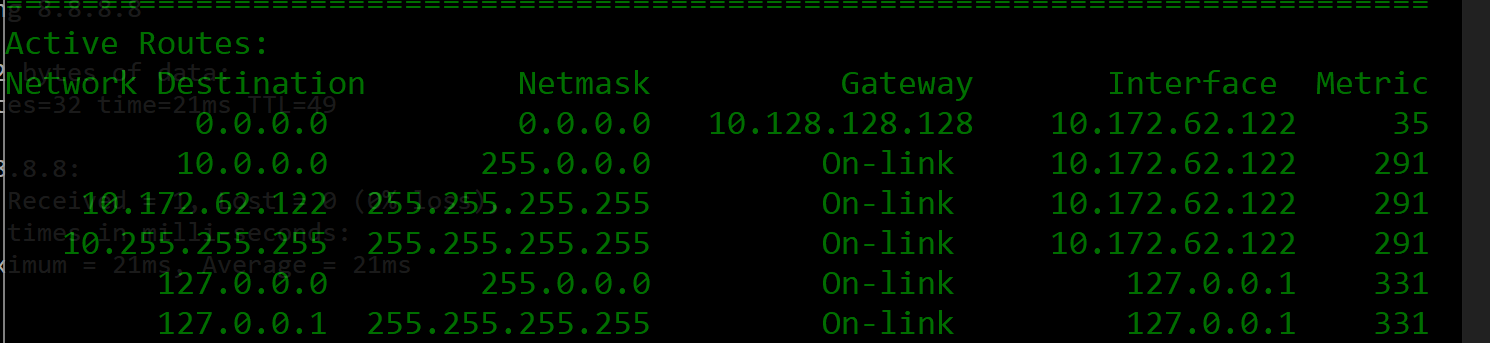 ng 8.8.8.8
================================================================================
Active Routes:
bytes of data:
Network Destination Netmask Gateway Interface Metric
es=32 time=21ms TTL=49
0.0.0.0 0.0.0.0 10.128.128.128 10.172.62.122 35
10.0.0.0 255.0.0.0 On-link 10.172.62.122 291
.8.8:
10.172.62.122 255.255.255.255 On-link 10.172.62.122 291
Received = 1, Lost = 0 (0% loss),
10.255.255.255 255.255.255.255 On-link 10.172.62.122 291
times in milli-seconds:
imum = 21ms, Average = 21ms
127.0.0.0 255.0.0.0 On-link 127.0.0.1 331
127.0.0.1 255.255.255.255 On-link 127.0.0.1 331